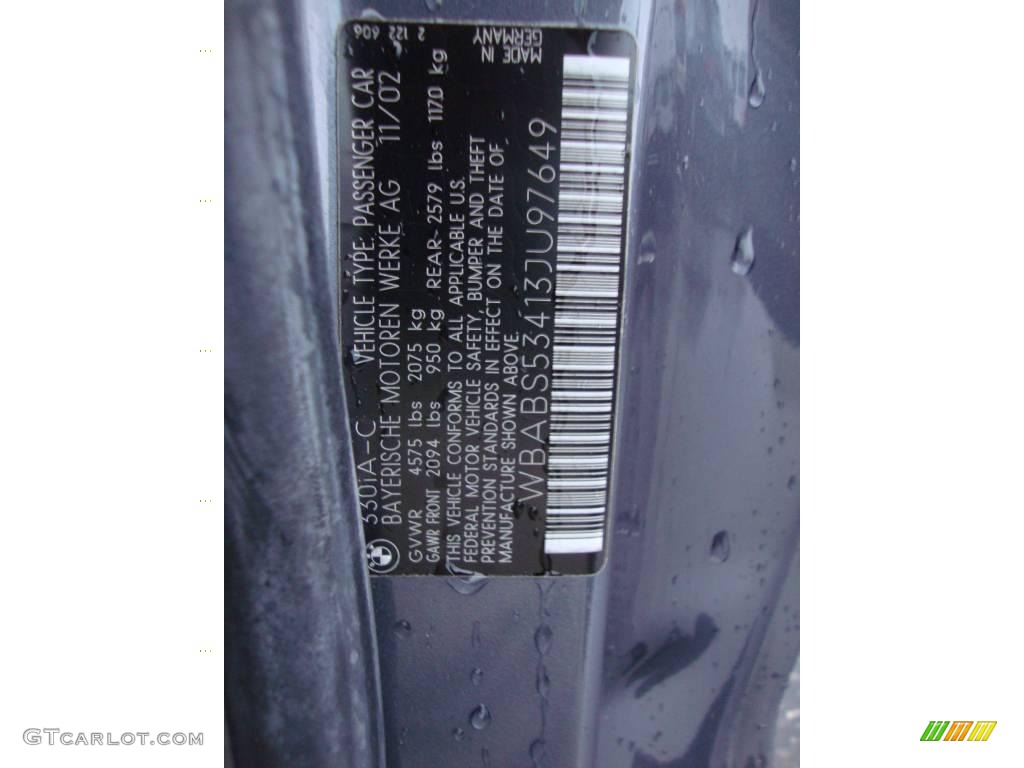 2 122 606
MADE IN
GERMANY
330iA-C VEHICLE TYPE: PASSENGER CAR
BAYERISCHE MOTOREN WERKE AG 11/02
GVWR 4575 lbs 2075 kg
GAWR FRONT 2094 lbs 950 kg REAR- 2579 lbs 1170 kg
THIS VEHICLE CONFORMS TO ALL APPLICABLE U.S.
FEDERAL MOTOR VEHICLE SAFETY, BUMPER AND THEFT
PREVENTION STANDARDS IN EFFECT ON THE DATE OF
MANUFACTURE SHOWN ABOVE.
WBABS53413JU97649
GTCarlot.com